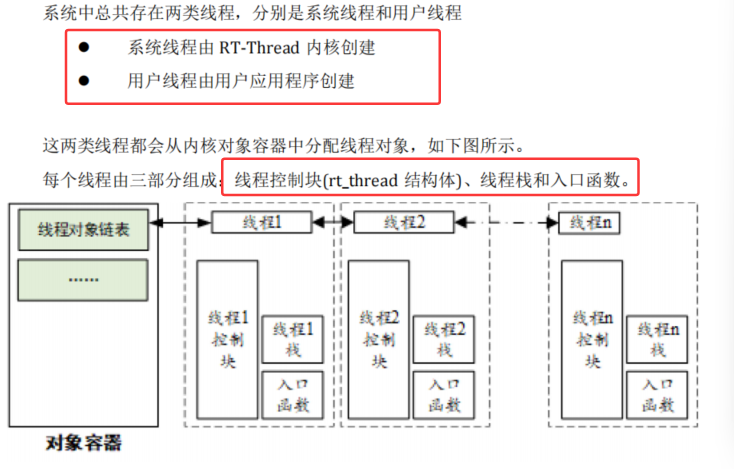 系统中总共存在两类线程，分别是系统线程和用户线程
● 系统线程由 RT-Thread 内核创建
● 用户线程由用户应用程序创建
这两类线程都会从内核对象容器中分配线程对象，如下图所示。
每个线程由三部分组成：线程控制块(rt_thread 结构体)、线程栈和入口函数。
线程对象链表
线程1
线程2
线程n
……
线程1
控制
块
线程1
栈
入口
函数
线程2
控制
块
线程2
栈
入口
函数
线程n
控制
块
线程n
栈
入口
函数
对象容器